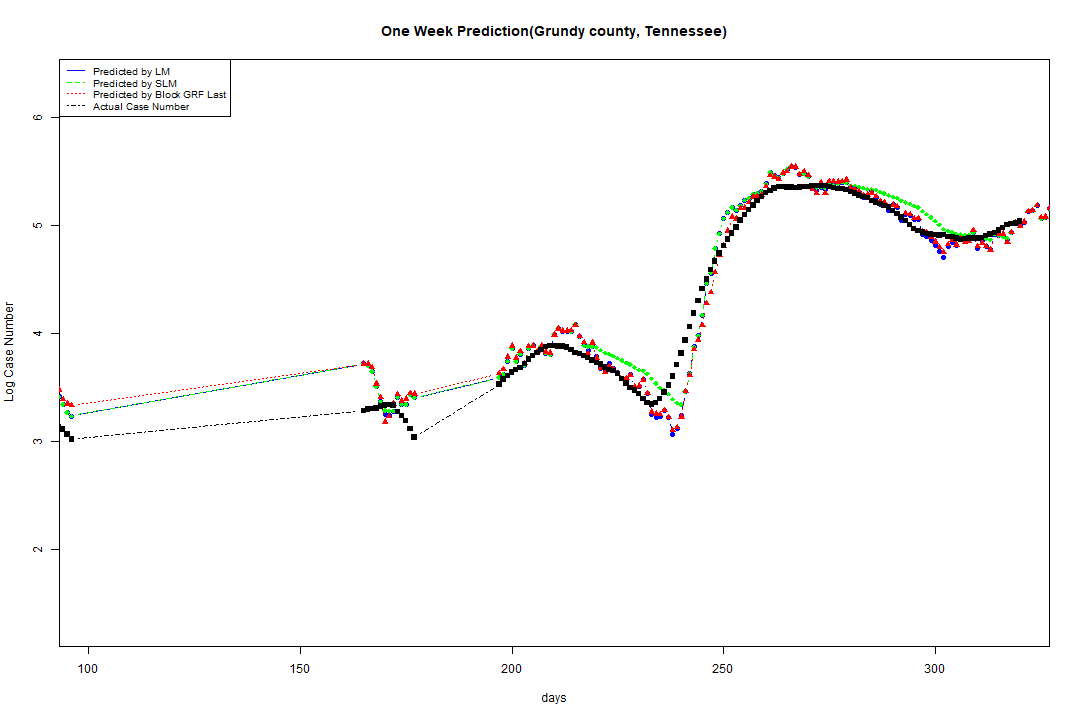 One Week Prediction(Grundy county, Tennessee)
Predicted by LM
Predicted by SLM
Predicted by Block GRF Last
Actual Case Number
Log Case Number
6
5
4
3
2
100 150 200 250 300
days